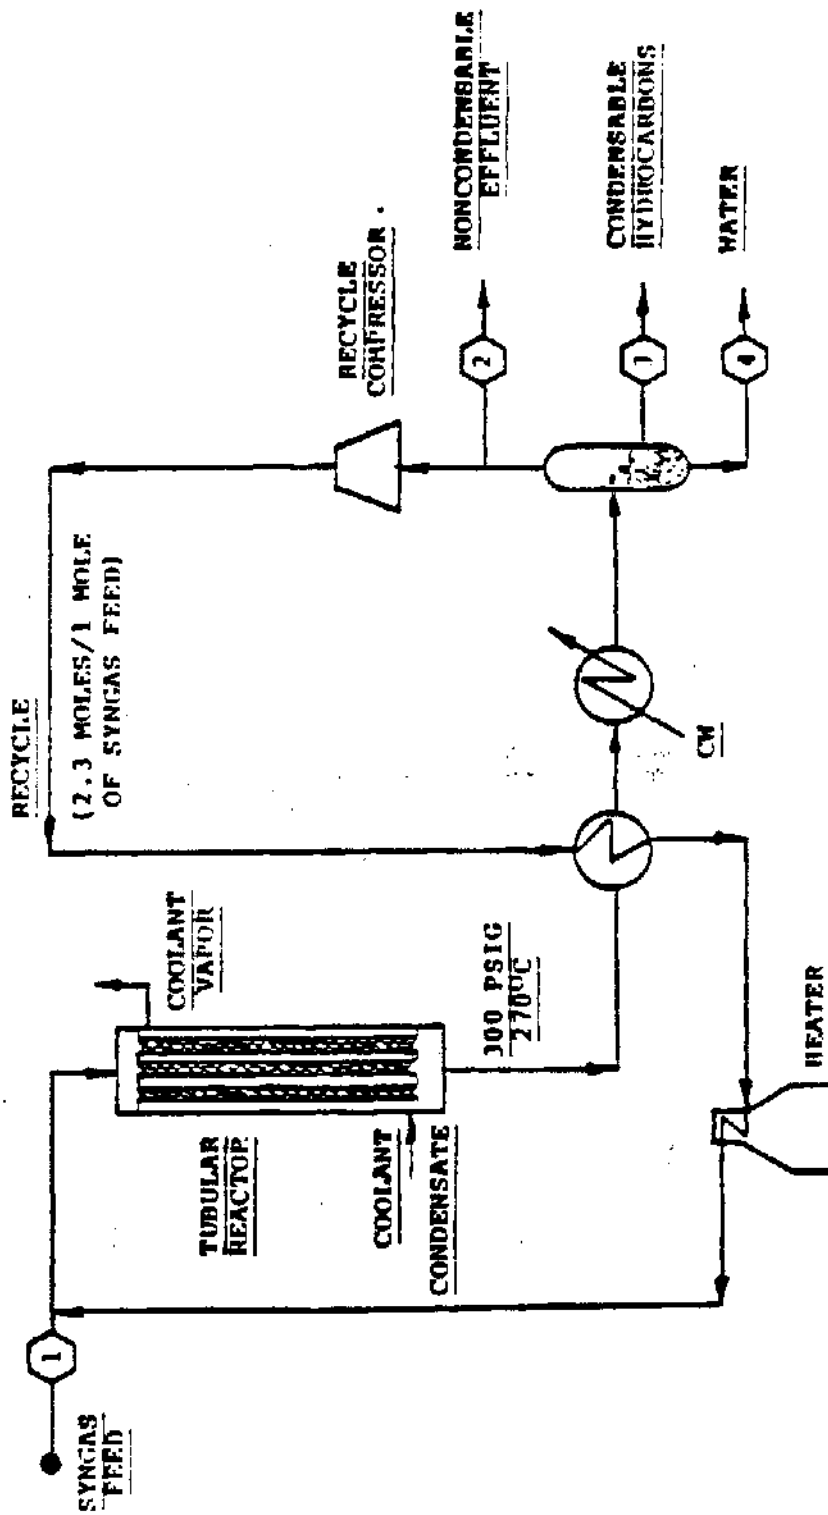 SYNGAS
FEED
1
RECYCLE
(2.3 MOLES/1 MOLE
OF SYNGAS FEED)
TUBULAR
REACTOR
COOLANT
VAPOR
COOLANT
CONDENSATE
300 PSIG
270°C
HEATER
CW
RECYCLE
COMPRESSOR
2
NONCONDENSABLE
EFFLUENT
3
CONDENSABLE
HYDROCARBONS
4
WATER